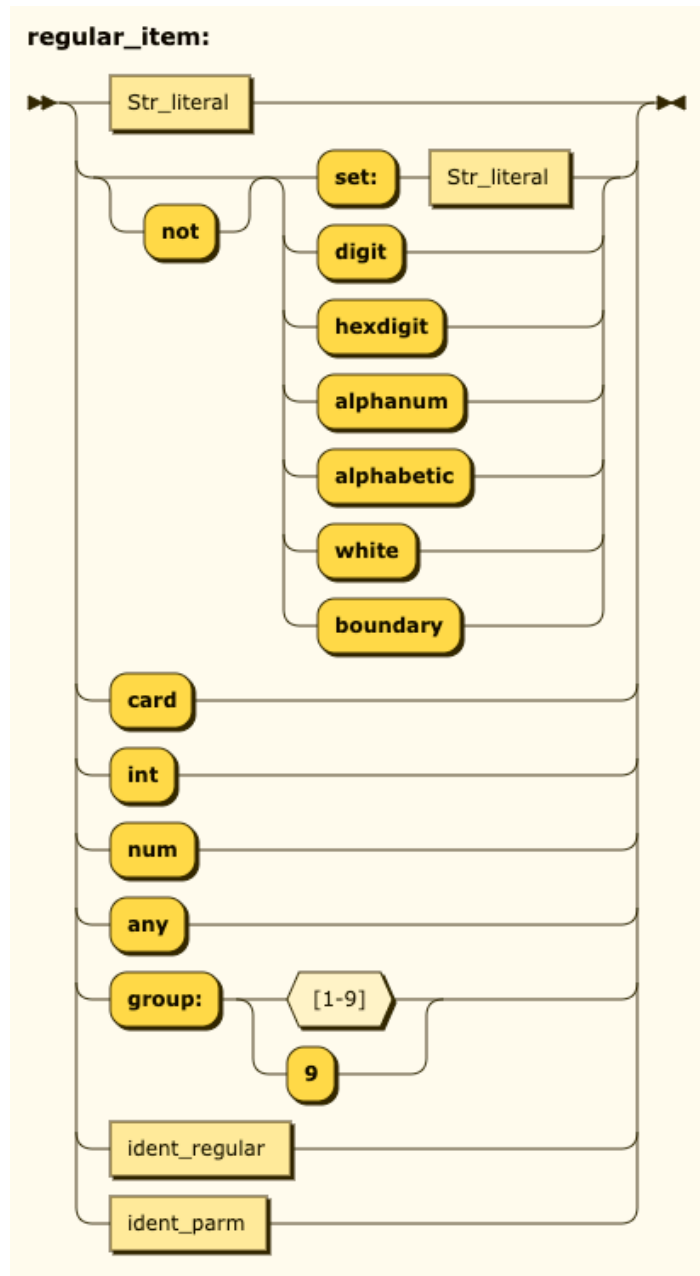 regular_item:
Str_literal
set: Str_literal
not
digit
hexdigit
alphanum
alphabetic
white
boundary
card
int
num
any
group: [1-9]
9
ident_regular
ident_parm